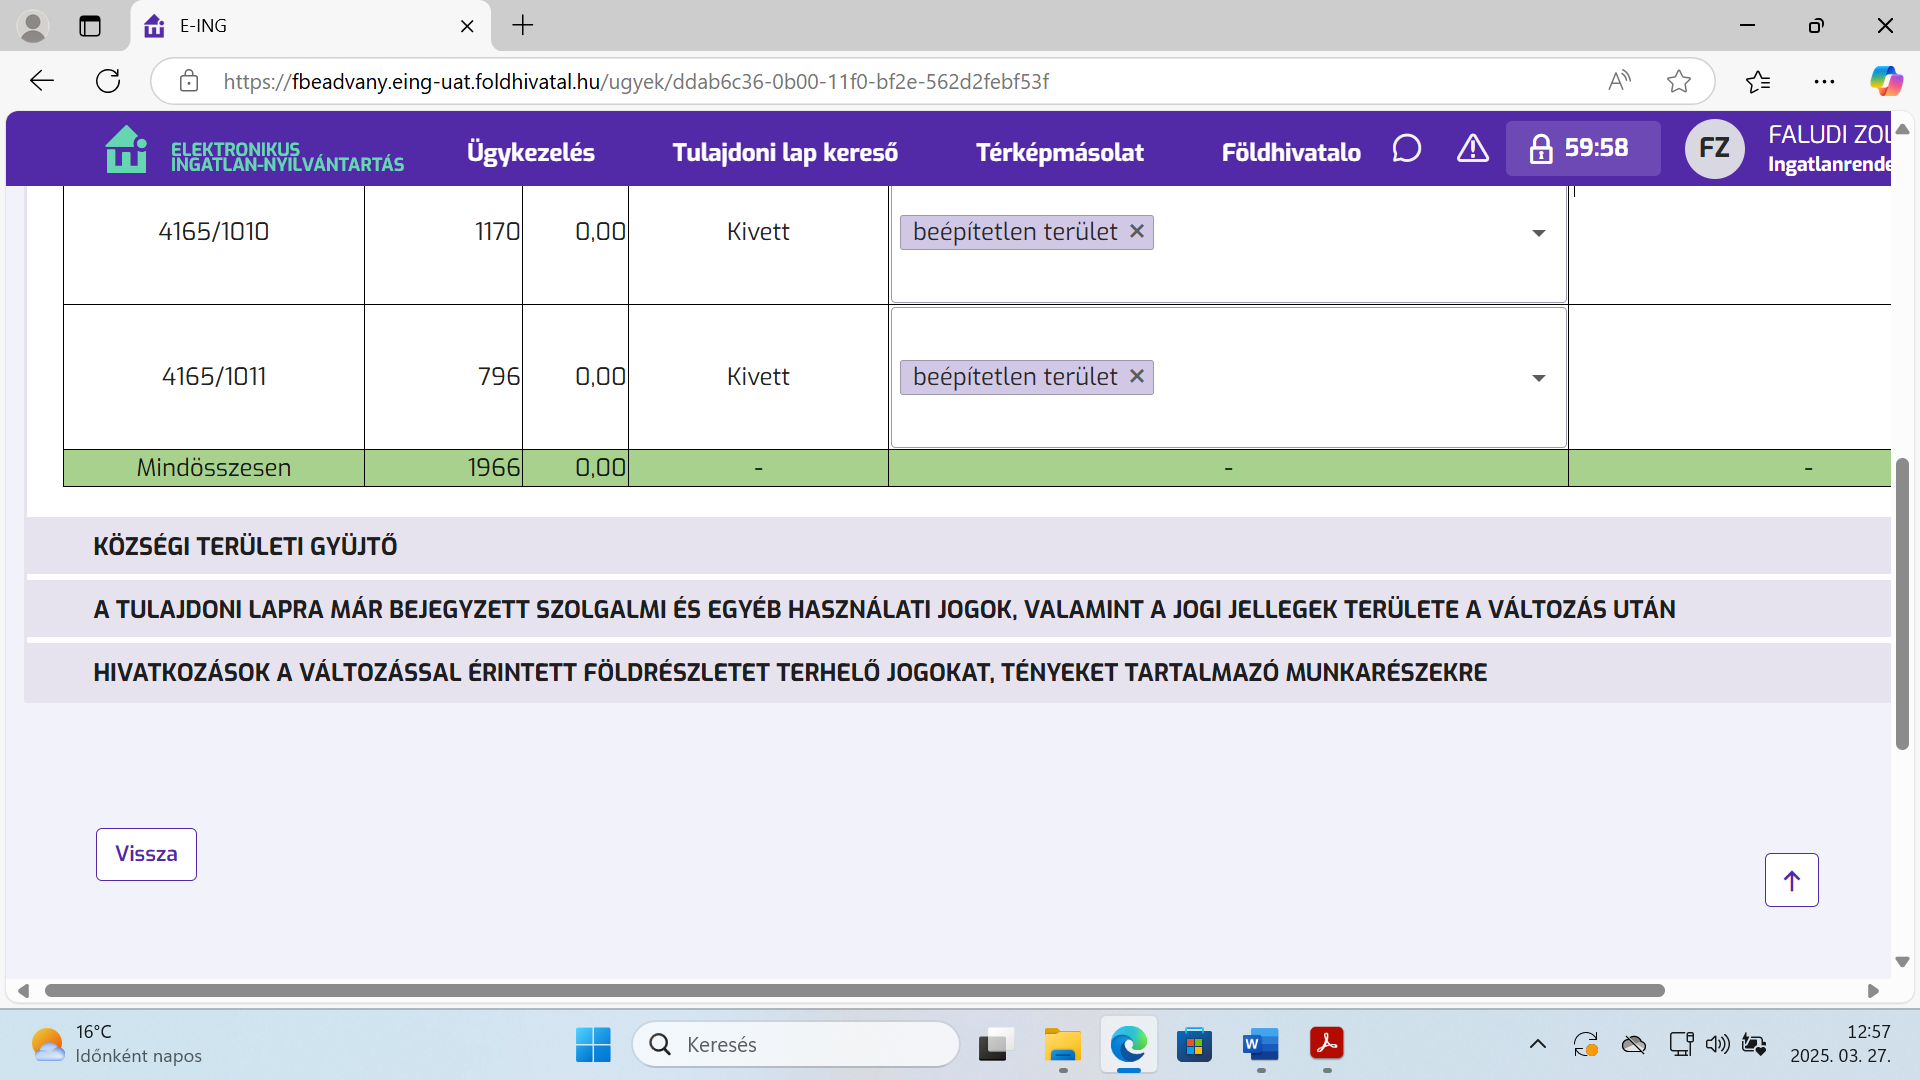 E-ING
https://fbeadvany.eing-uat.foldhivatal.hu/ugyek/ddab6c36-0b00-11f0-bf2e-562d2febf53f
ELEKTRONIKUS
INGATLAN-NYILVÁNTARTÁS
Ügykezelés
Tulajdoni lap kereső
Térképmásolat
Földhivatalo
59:58
FZ
FALUDI ZOL
Ingatlanrende
4165/1010 1170 0,00 Kivett beépítetlen terület ✕
4165/1011 796 0,00 Kivett beépítetlen terület ✕
Mindösszesen 1966 0,00 - - -
KÖZSÉGI TERÜLETI GYÜJTŐ
A TULAJDONI LAPRA MÁR BEJEGYZETT SZOLGALMI ÉS EGYÉB HASZNÁLATI JOGOK, VALAMINT A JOGI JELLEGEK TERÜLETE A VÁLTOZÁS UTÁN
HIVATKOZÁSOK A VÁLTOZÁSSAL ÉRINTETT FÖLDRÉSZLETET TERHELŐ JOGOKAT, TÉNYEKET TARTALMAZÓ MUNKARÉSZEKRE
Vissza
16°C
Időnként napos
Keresés
12:57
2025. 03. 27.